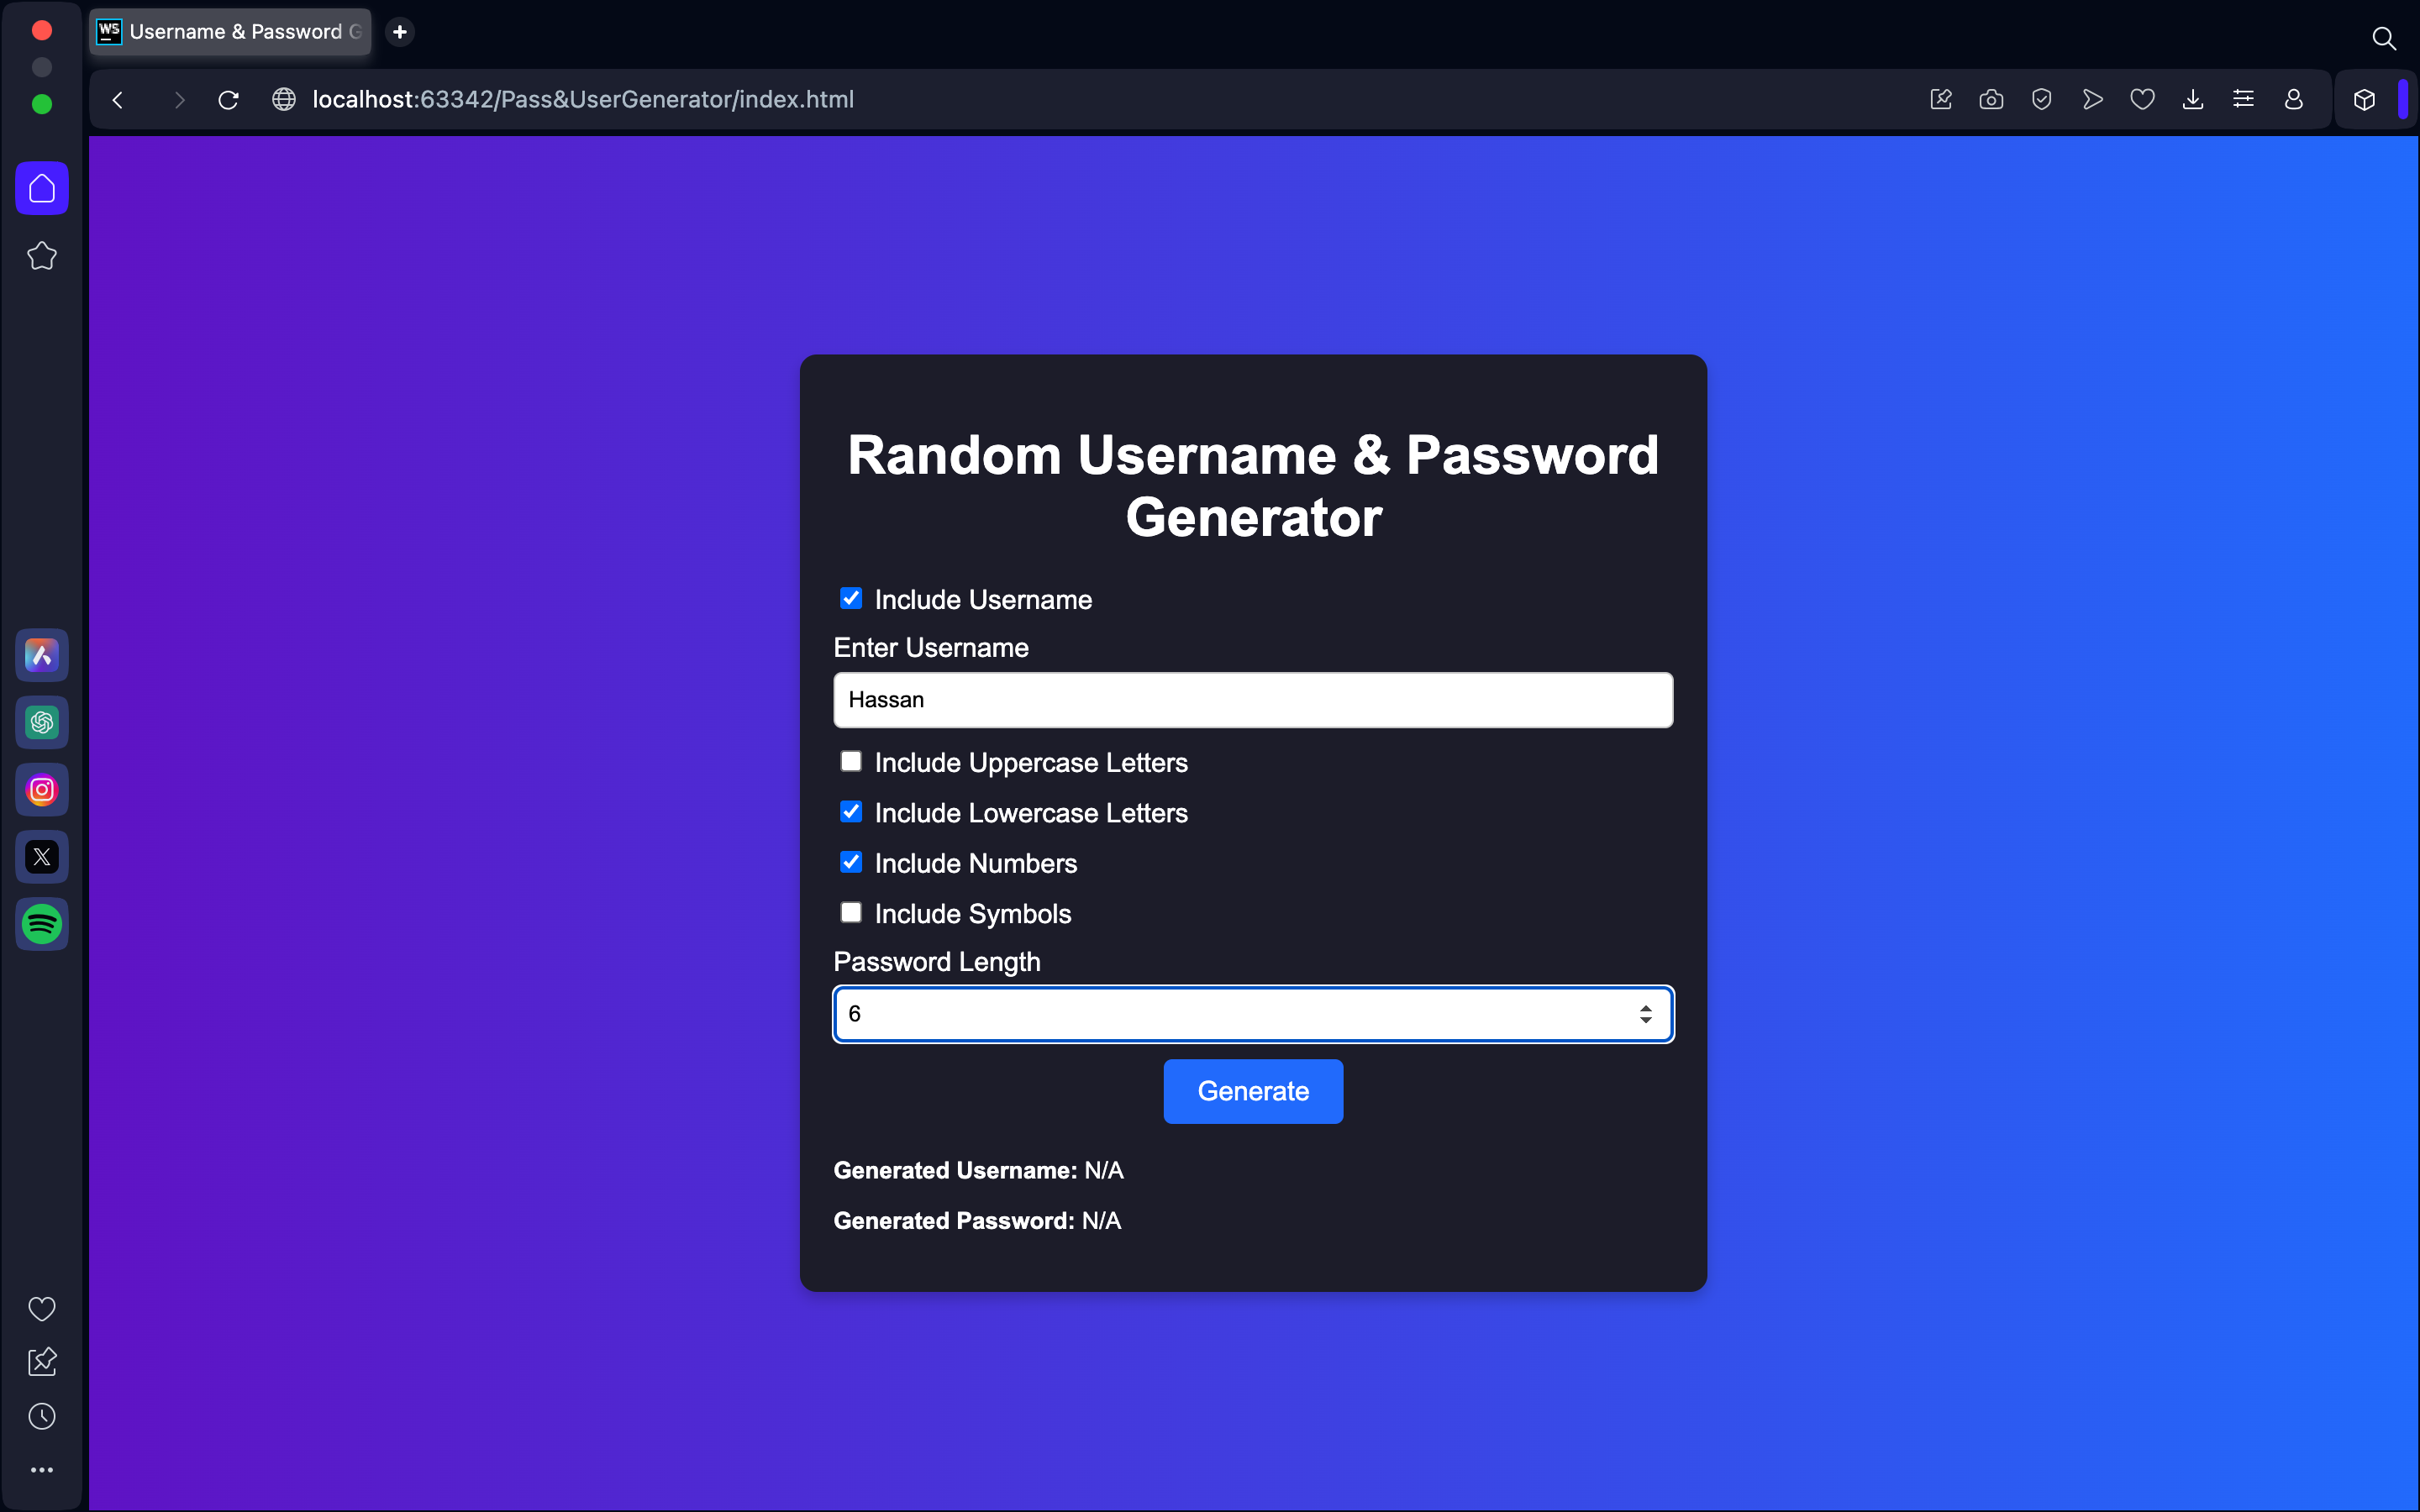 WS Username & Password G
localhost:63342/Pass&UserGenerator/index.html
Random Username & Password
Generator
Include Username
Enter Username
Hassan
Include Uppercase Letters
Include Lowercase Letters
Include Numbers
Include Symbols
Password Length
6
Generate
Generated Username: N/A
Generated Password: N/A